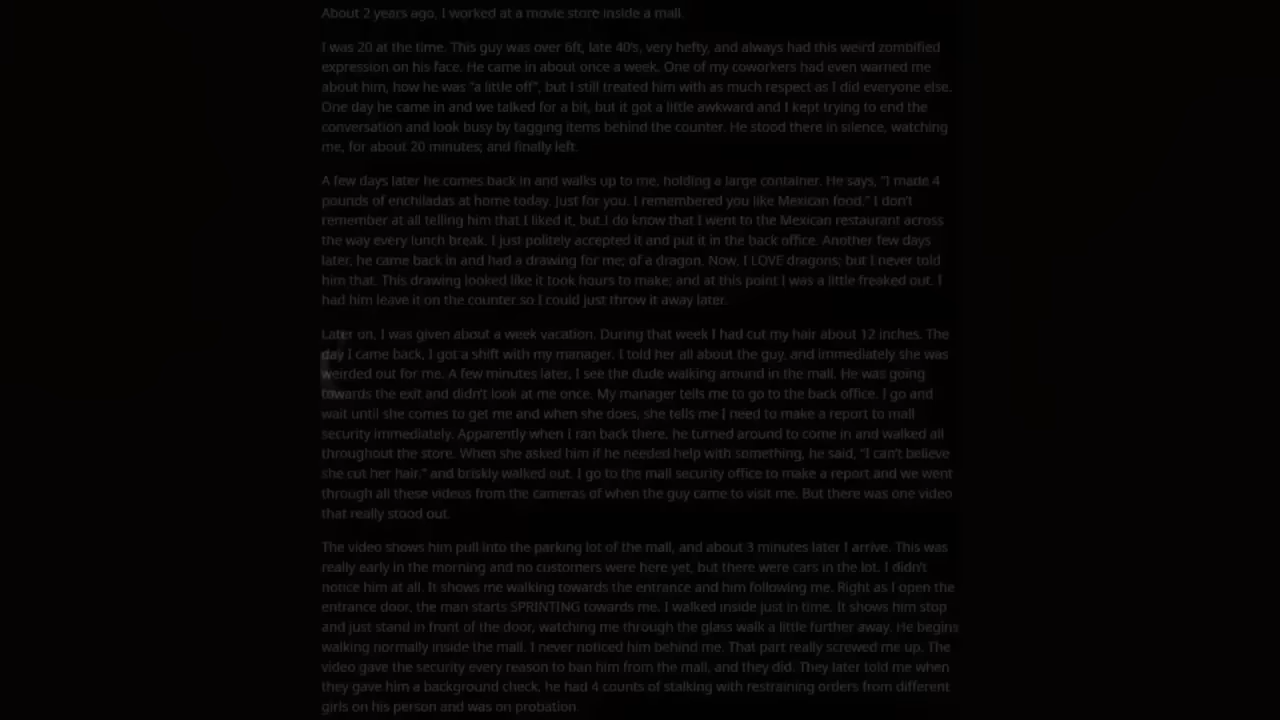 About 2 years ago, I worked at a movie store inside a mall.
I was 20 at the time. This guy was over 6ft, late 40's, very hefty, and always had this weird zombified
expression on his face. He came in about once a week. One of my coworkers had even warned me
about him, how he was "a little off", but I still treated him with as much respect as I did everyone else.
One day he came in and we talked for a bit, but it got a little awkward and I kept trying to end the
conversation and look busy by tagging items behind the counter. He stood there in silence, watching
me, for about 20 minutes; and finally left.
A few days later he comes back in and walks up to me, holding a large container. He says, "I made 4
pounds of enchiladas at home today. Just for you. I remembered you like Mexican food." I don't
remember at all telling him that I liked it, but I do know that I went to the Mexican restaurant across
the way every lunch break. I just politely accepted it and put it in the back office. Another few days
later, he came back in and had a drawing for me; of a dragon. Now, I LOVE dragons; but I never told
him that. This drawing looked like it took hours to make; and at this point I was a little freaked out. I
had him leave it on the counter so I could just throw it away later.
Later on, I was given about a week vacation. During that week I had cut my hair about 12 inches. The
day I came back, I got a shift with my manager. I told her all about the guy, and immediately she was
weirded out for me. A few minutes later, I see the dude walking around in the mall. He was going
towards the exit and didn't look at me once. My manager tells me to go to the back office. I go and
wait until she comes to get me and when she does, she tells me I need to make a report to mall
security immediately. Apparently when I ran back there, he turned around to come in and walked all
throughout the store. When she asked him if he needed help with something, he said, "I can't believe
she cut her hair." and briskly walked out. I go to the mall security office to make a report and we went
through all these videos from the cameras of when the guy came to visit me. But there was one video
that really stood out.
The video shows him pull into the parking lot of the mall, and about 3 minutes later I arrive. This was
really early in the morning and no customers were here yet, but there were cars in the lot. I didn't
notice him at all. It shows me walking towards the entrance and him following me. Right as I open the
entrance door, the man starts SPRINTING towards me. I walked inside just in time. It shows him stop
and just stand in front of the door, watching me through the glass walk a little further away. He begins
walking normally inside the mall. I never noticed him behind me. That part really screwed me up. The
video gave the security every reason to ban him from the mall, and they did. They later told me when
they gave him a background check, he had 4 counts of stalking with restraining orders from different
girls on his person and was on probation.